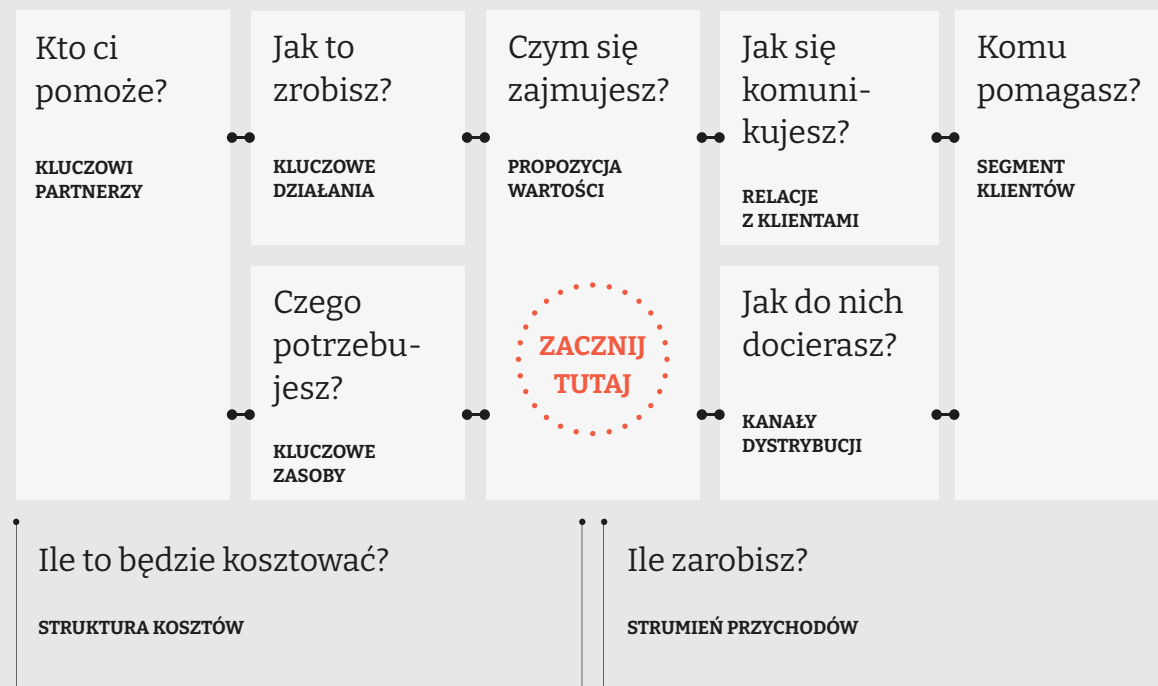 Kto ci
pomoże?
KLUCZOWI
PARTNERZY
Jak to
zrobisz?
KLUCZOWE
DZIAŁANIA
Czego
potrzebu-
jesz?
KLUCZOWE
ZASOBY
Czym się
zajmujesz?
PROPOZYCJA
WARTOŚCI
ZACZNIJ
TUTAJ
Jak się
komuni-
kujesz?
RELACJE
Z KLIENTAMI
Jak do nich
docierasz?
KANAŁY
DYSTRYBUCJI
Komu
pomagasz?
SEGMENT
KLIENTÓW
Ile to będzie kosztować?
STRUKTURA KOSZTÓW
Ile zarobisz?
STRUMIEŃ PRZYCHODÓW